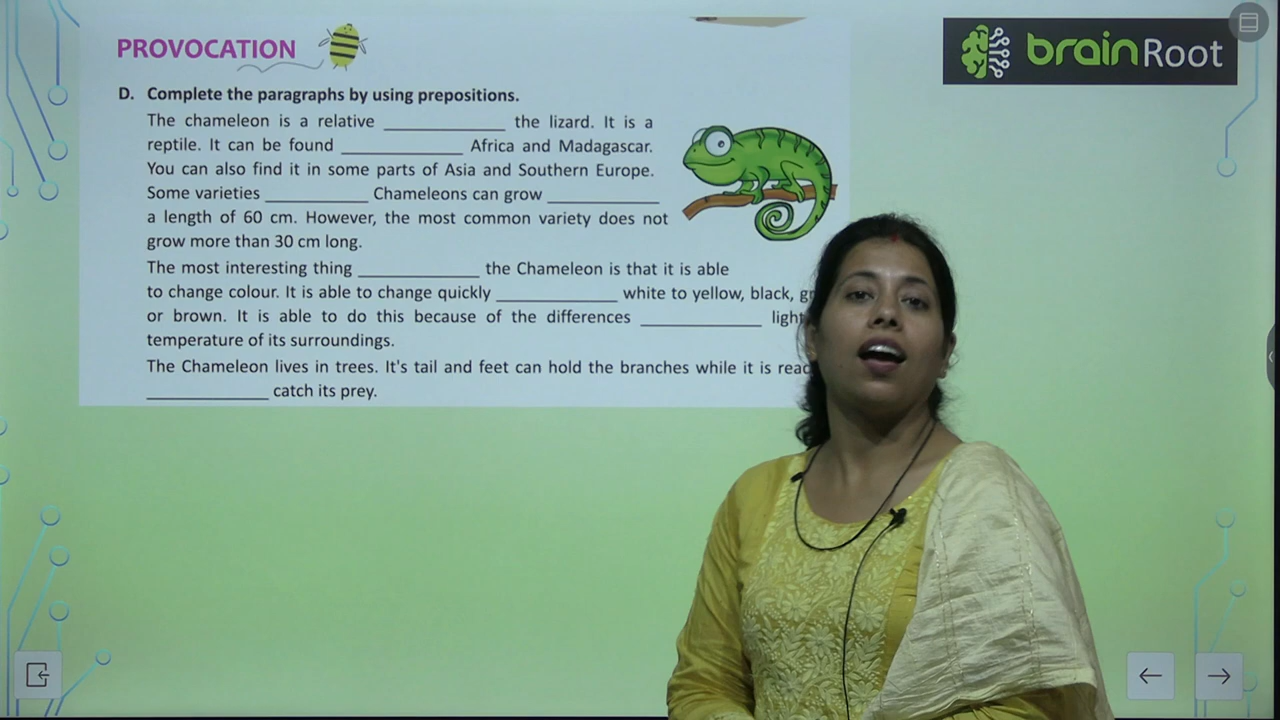 PROVOCATION
brainRoot
D. Complete the paragraphs by using prepositions.
The chameleon is a relative ____________ the lizard. It is a
reptile. It can be found ____________ Africa and Madagascar.
You can also find it in some parts of Asia and Southern Europe.
Some varieties __________ Chameleons can grow ___________
a length of 60 cm. However, the most common variety does not
grow more than 30 cm long.
The most interesting thing ____________ the Chameleon is that it is able
to change colour. It is able to change quickly ____________ white to yellow, black,
or brown. It is able to do this because of the differences ____________ light
temperature of its surroundings.
The Chameleon lives in trees. It's tail and feet can hold the branches while it is
____________ catch its prey.